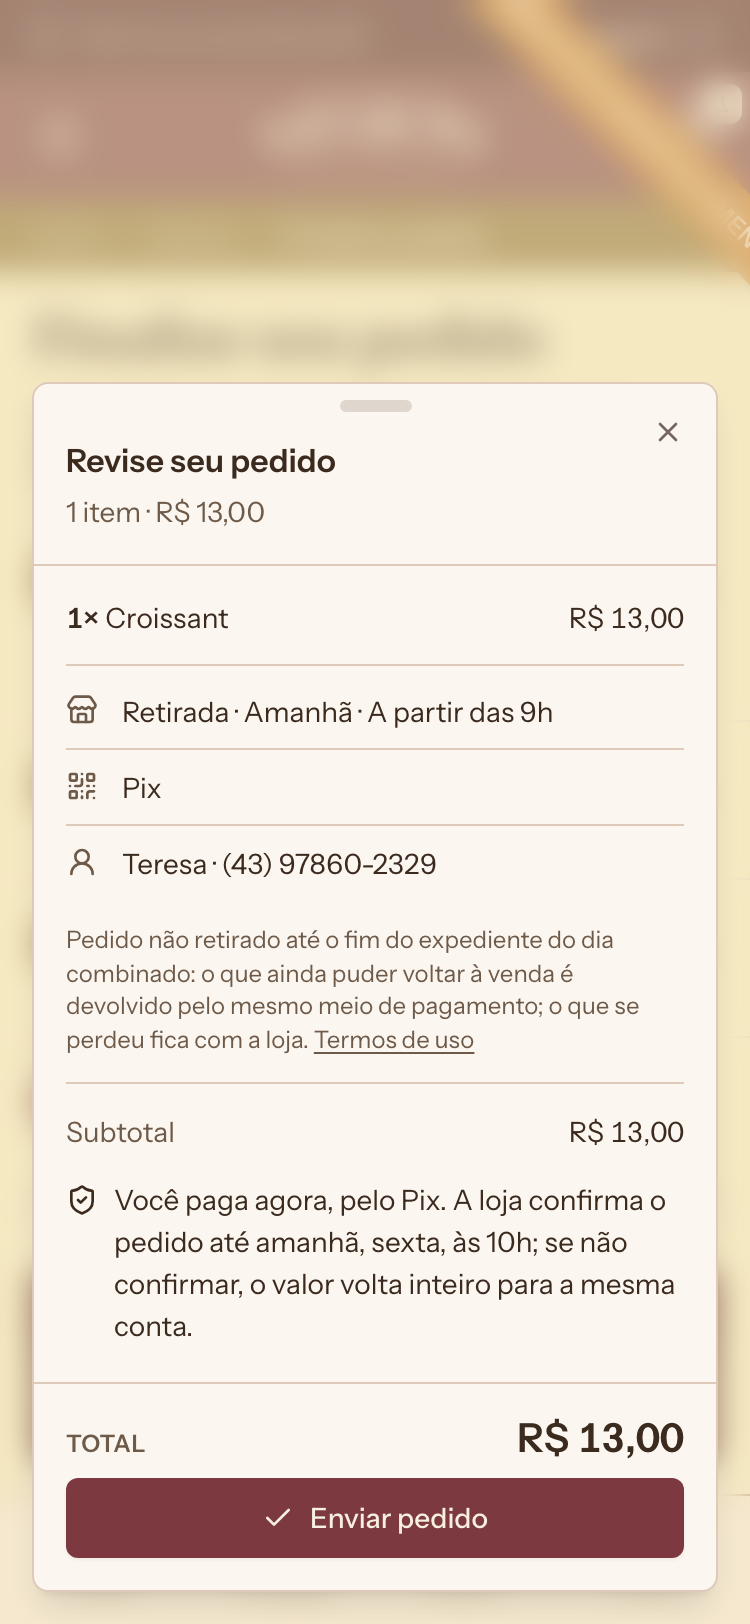 Revise seu pedido
1 item · R$ 13,00
1× Croissant R$ 13,00
Retirada · Amanhã · A partir das 9h
Pix
Teresa · (43) 97860-2329
Pedido não retirado até o fim do expediente do dia
combinado: o que ainda puder voltar à venda é
devolvido pelo mesmo meio de pagamento; o que se
perdeu fica com a loja. Termos de uso
Subtotal R$ 13,00
Você paga agora, pelo Pix. A loja confirma o
pedido até amanhã, sexta, às 10h; se não
confirmar, o valor volta inteiro para a mesma
conta.
TOTAL R$ 13,00
Enviar pedido